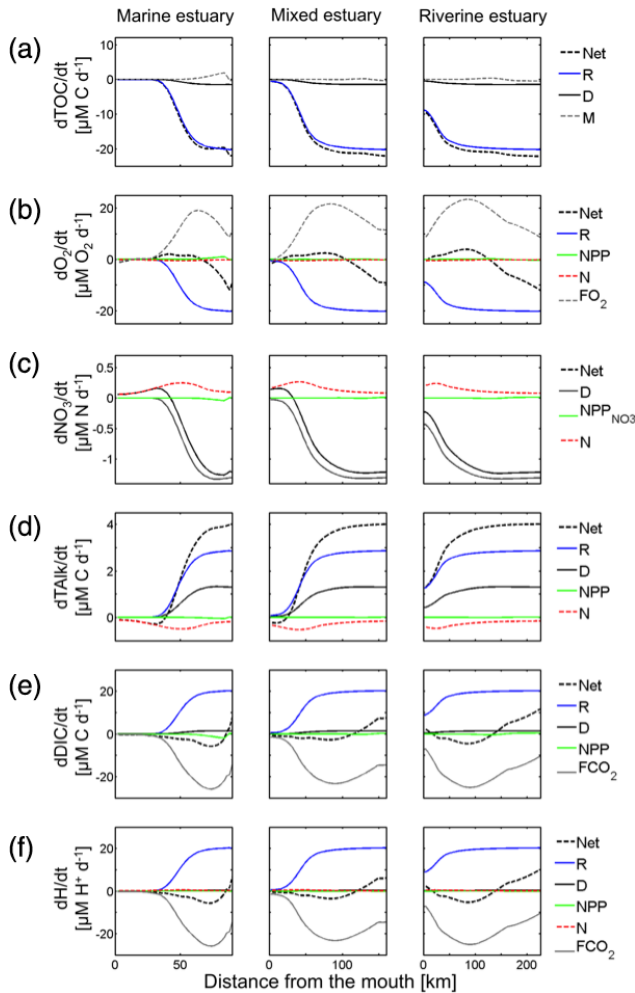 Marine estuary Mixed estuary Riverine estuary
(a)
dTOC/dt
[µM C d⁻¹]
10
0
-10
-20
Net
R
D
M
(b)
dO₂/dt
[µM O₂ d⁻¹]
20
0
-20
Net
R
NPP
N
FO₂
(c)
dNO₃/dt
[µM N d⁻¹]
0.5
0
-0.5
-1
Net
D
NPP_NO3
N
(d)
dTAlk/dt
[µM C d⁻¹]
4
2
0
Net
R
D
NPP
N
(e)
dDIC/dt
[µM C d⁻¹]
20
0
-20
Net
R
D
NPP
FCO₂
(f)
dH/dt
[µM H⁺ d⁻¹]
20
0
-20
Net
R
D
NPP
N
FCO₂
0 50 0 100 0 100 200
Distance from the mouth [km]